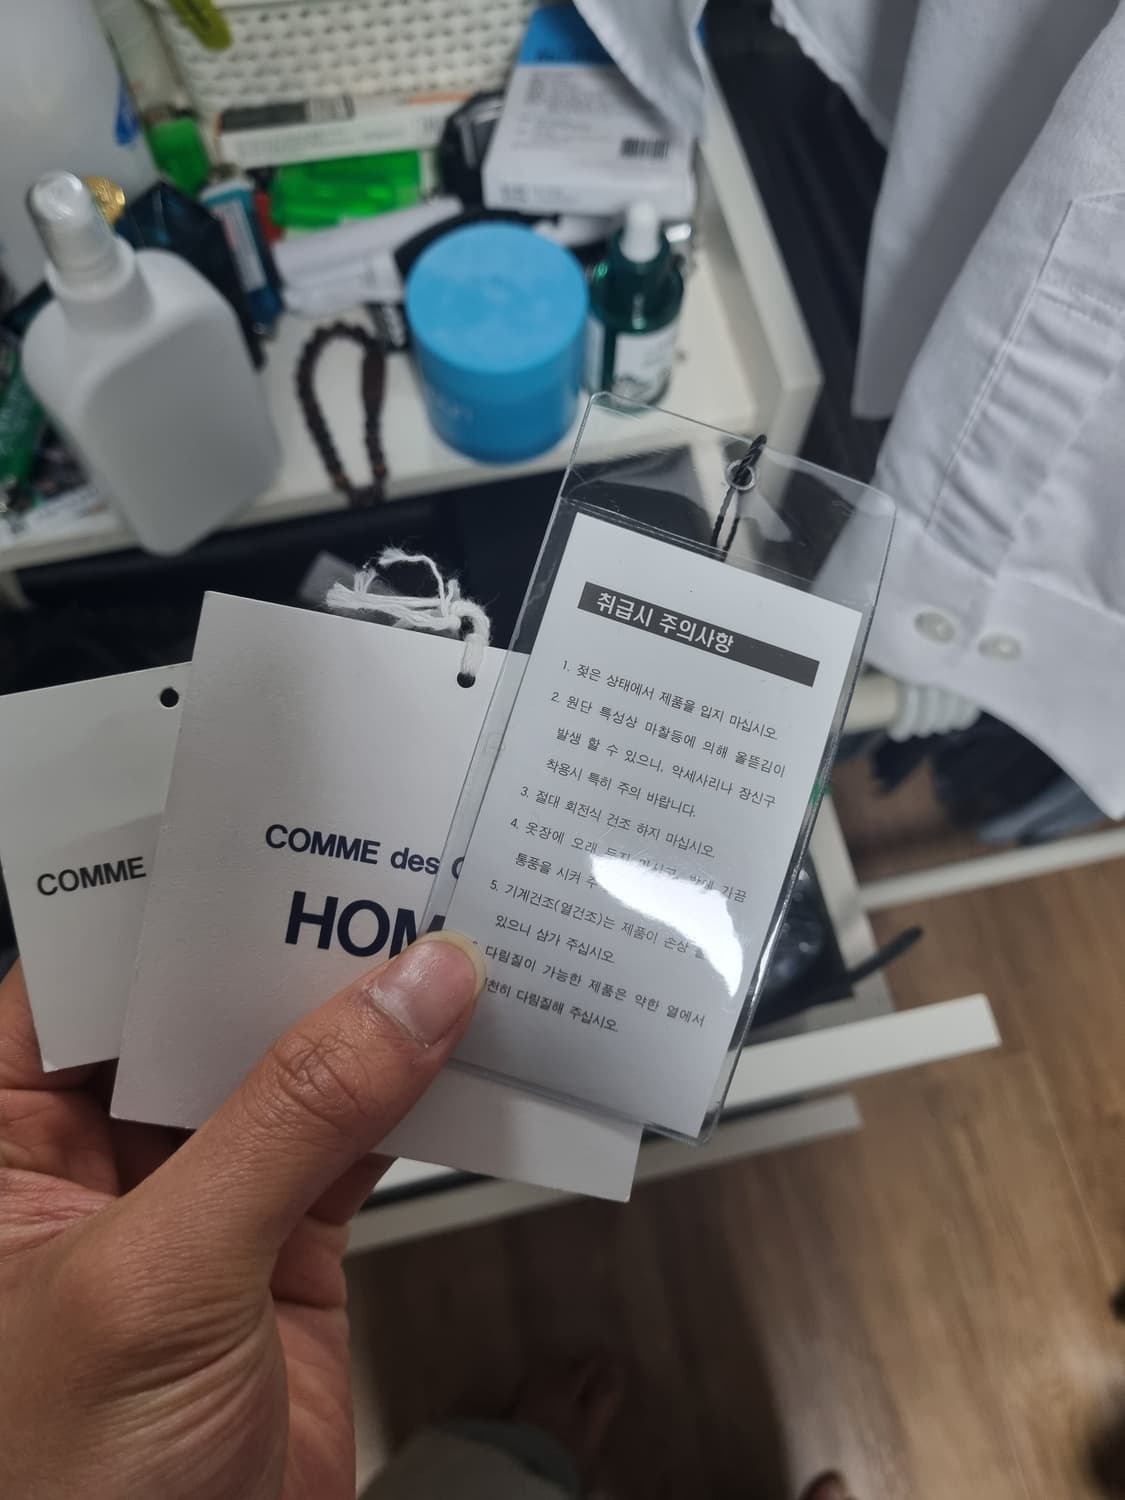 COMME
COMME des
HOM
취급시 주의사항
1. 젖은 상태에서 제품을 입지 마십시오
2 원단 특성상 마찰등에 의해 올뜯김이
발생 할 수 있으니, 악세사리나 장신구
착용시 특히 주의 바랍니다.
3. 절대 회전식 건조 하지 마십시오
4. 옷장에 오래 가끔
통풍을 시켜 주
5. 기계건조(열건조)는 제품이 손상
있으니 삼가 주십시오
다림질이 가능한 제품은 약한 열에서
천히 다림질해 주십시오